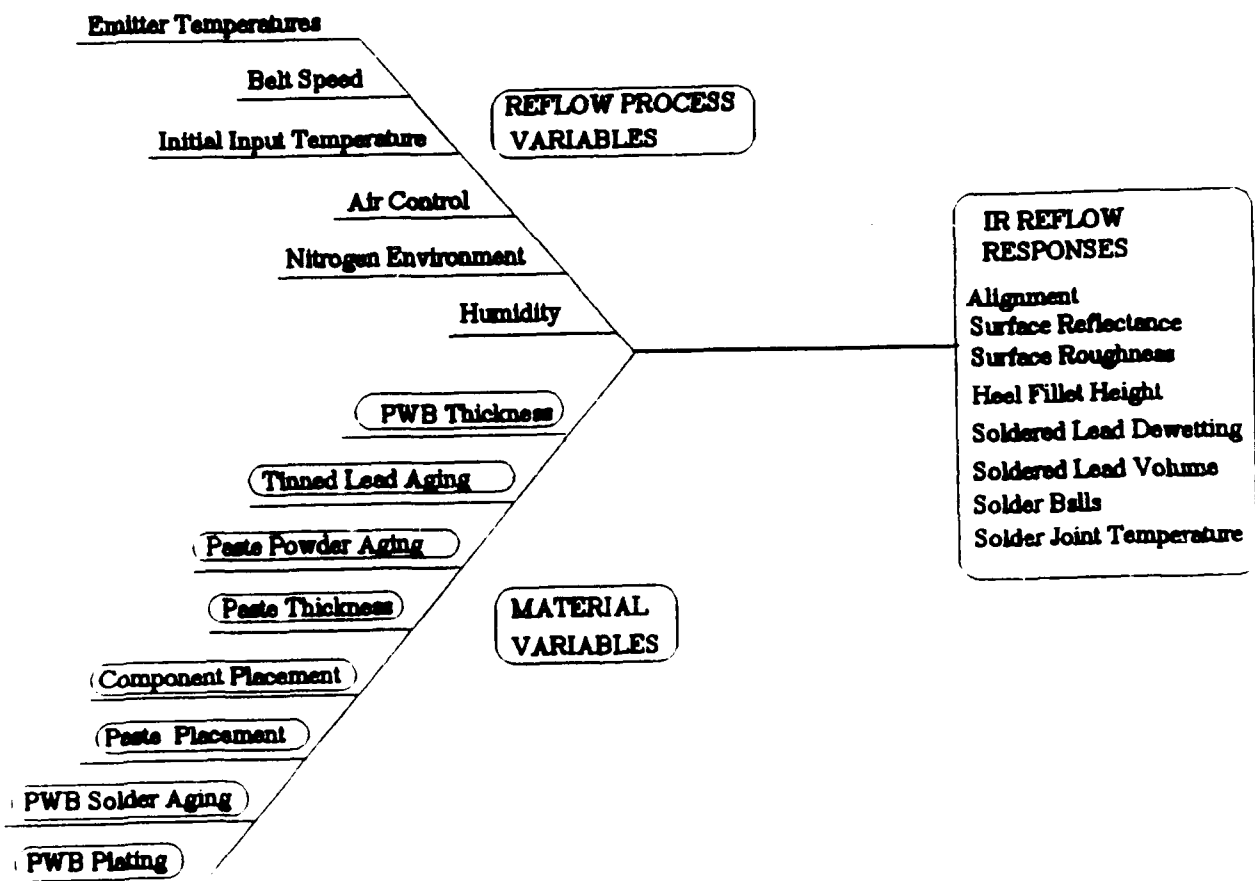 Emitter Temperatures
Belt Speed
Initial Input Temperature
Air Control
Nitrogen Environment
Humidity
REFLOW PROCESS
VARIABLES
PWB Thickness
Tinned Lead Aging
Paste Powder Aging
Paste Thickness
Component Placement
Paste Placement
PWB Solder Aging
PWB Plating
MATERIAL
VARIABLES
IR REFLOW
RESPONSES
Alignment
Surface Reflectance
Surface Roughness
Heel Fillet Height
Soldered Lead Dewetting
Soldered Lead Volume
Solder Balls
Solder Joint Temperature